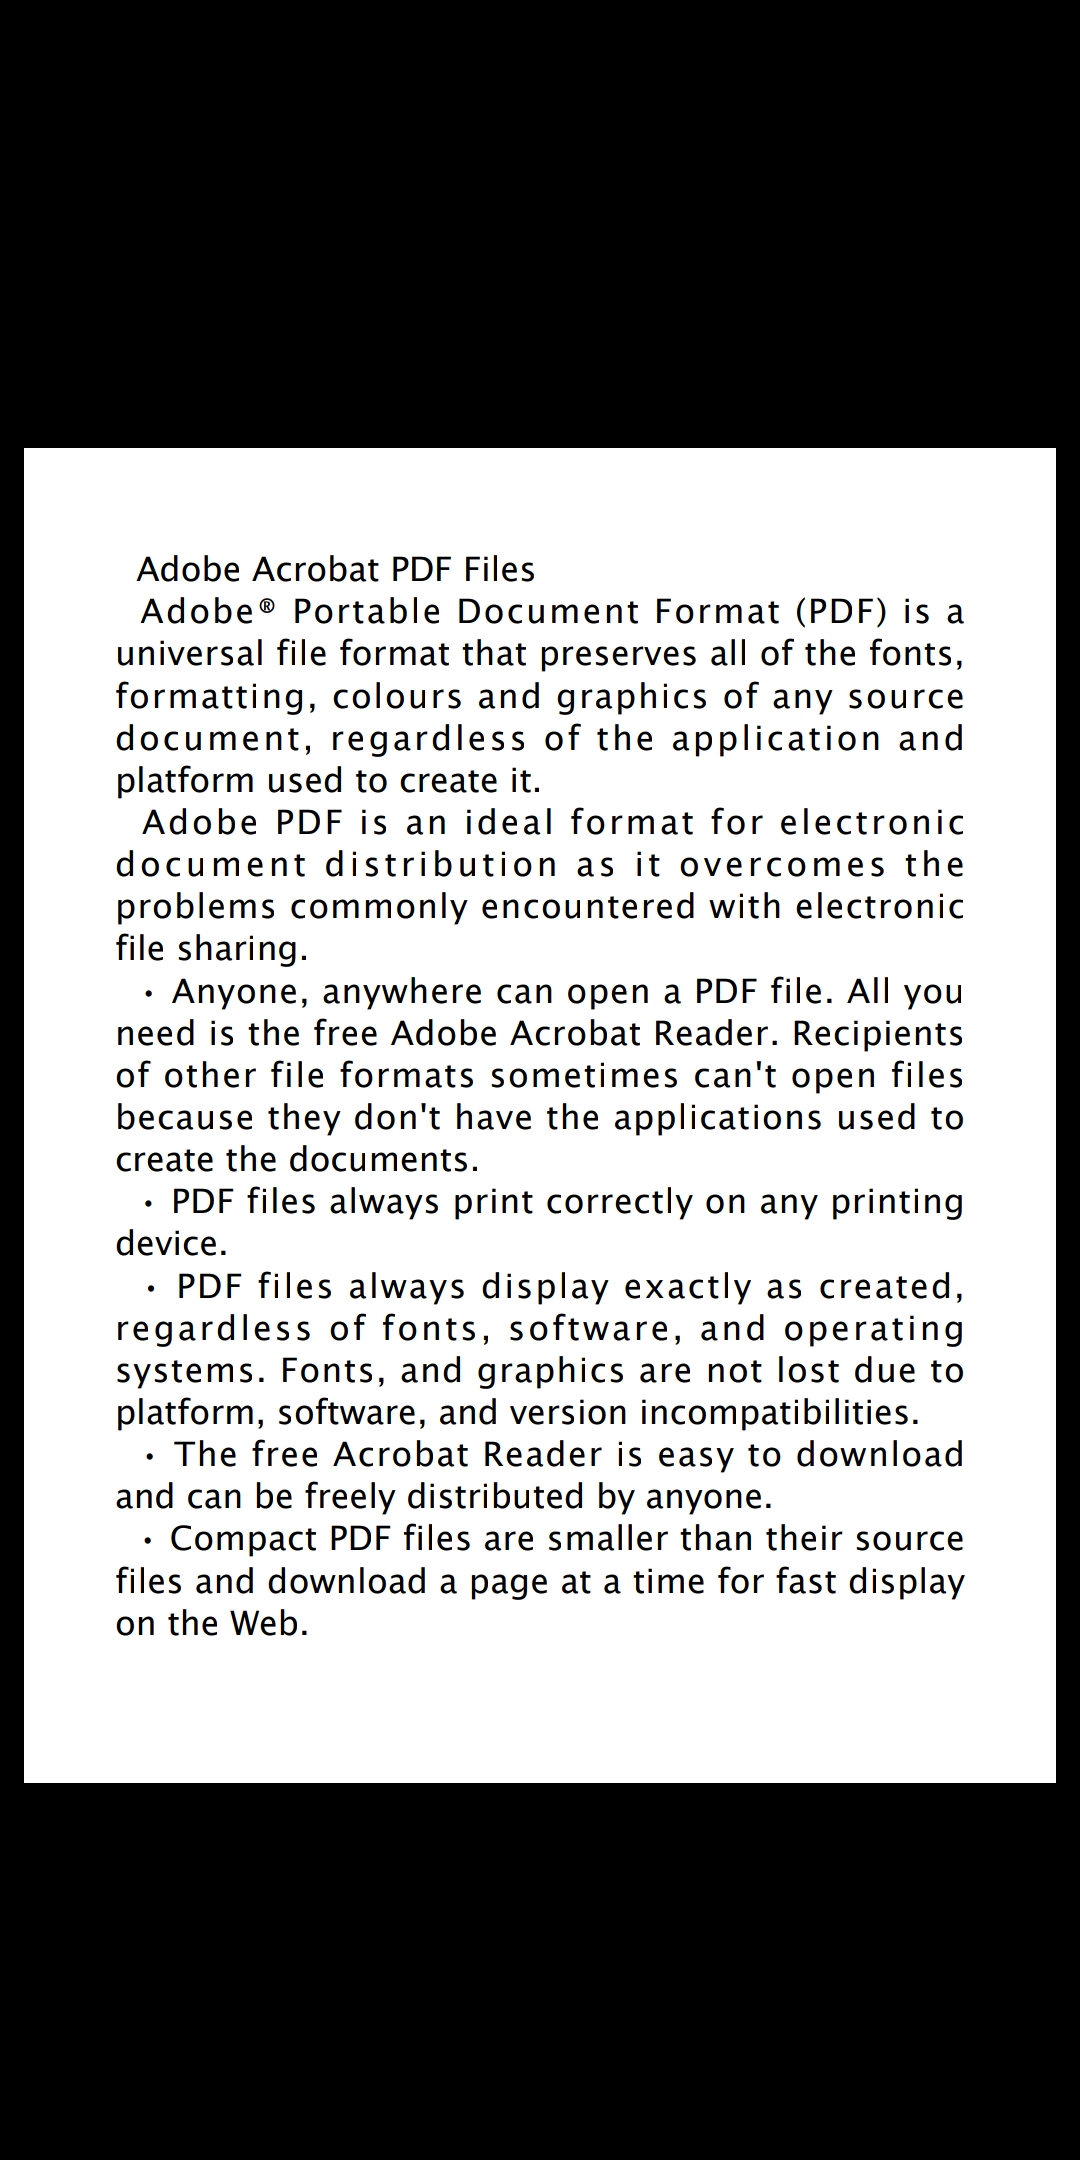 Adobe Acrobat PDF Files
Adobe® Portable Document Format (PDF) is a
universal file format that preserves all of the fonts,
formatting, colours and graphics of any source
document, regardless of the application and
platform used to create it.
Adobe PDF is an ideal format for electronic
document distribution as it overcomes the
problems commonly encountered with electronic
file sharing.
• Anyone, anywhere can open a PDF file. All you
need is the free Adobe Acrobat Reader. Recipients
of other file formats sometimes can't open files
because they don't have the applications used to
create the documents.
• PDF files always print correctly on any printing
device.
• PDF files always display exactly as created,
regardless of fonts, software, and operating
systems. Fonts, and graphics are not lost due to
platform, software, and version incompatibilities.
• The free Acrobat Reader is easy to download
and can be freely distributed by anyone.
• Compact PDF files are smaller than their source
files and download a page at a time for fast display
on the Web.